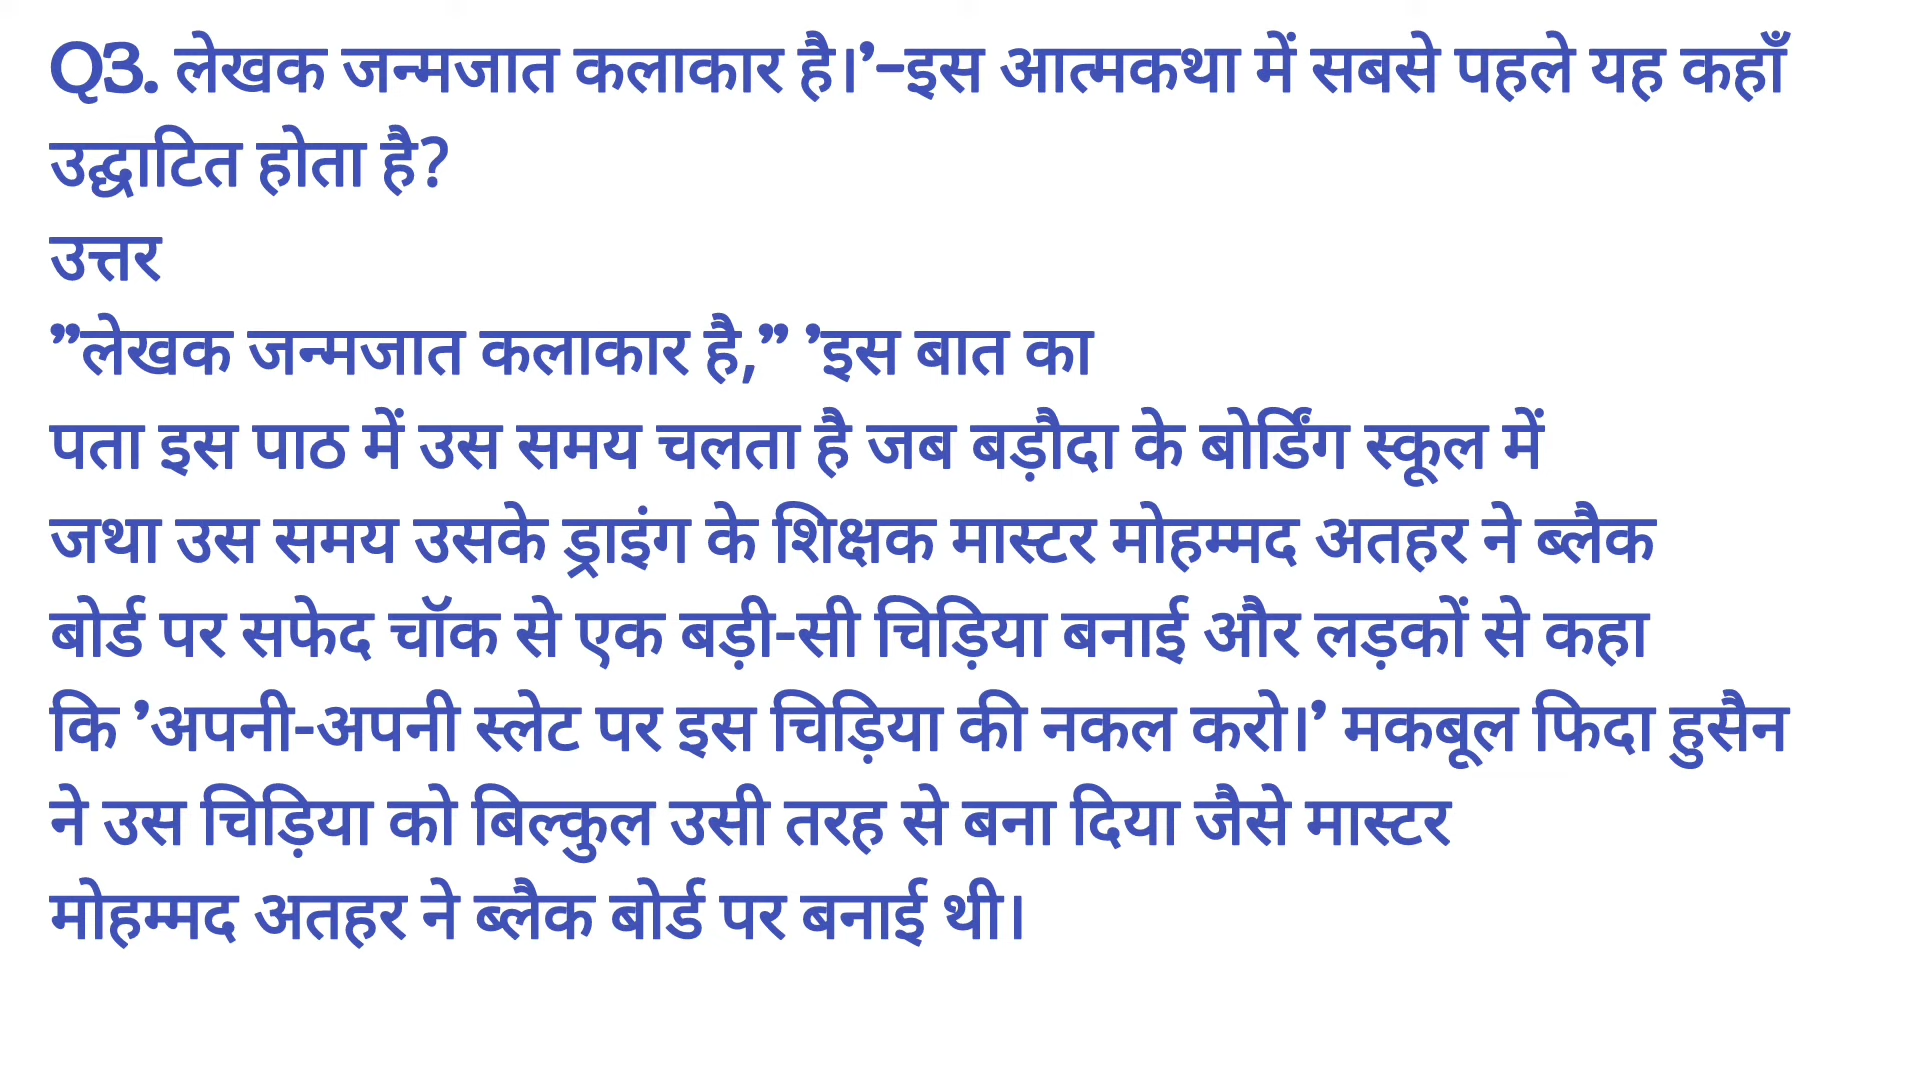 Q3. लेखक जन्मजात कलाकार है।’-इस आत्मकथा में सबसे पहले यह कहाँ
उद्घाटित होता है?
उत्तर
”लेखक जन्मजात कलाकार है,” ’इस बात का
पता इस पाठ में उस समय चलता है जब बड़ौदा के बोर्डिंग स्कूल में
जथा उस समय उसके ड्राइंग के शिक्षक मास्टर मोहम्मद अतहर ने ब्लैक
बोर्ड पर सफेद चॉक से एक बड़ी-सी चिड़िया बनाई और लड़कों से कहा
कि ’अपनी-अपनी स्लेट पर इस चिड़िया की नकल करो।’ मकबूल फिदा हुसैन
ने उस चिड़िया को बिल्कुल उसी तरह से बना दिया जैसे मास्टर
मोहम्मद अतहर ने ब्लैक बोर्ड पर बनाई थी।